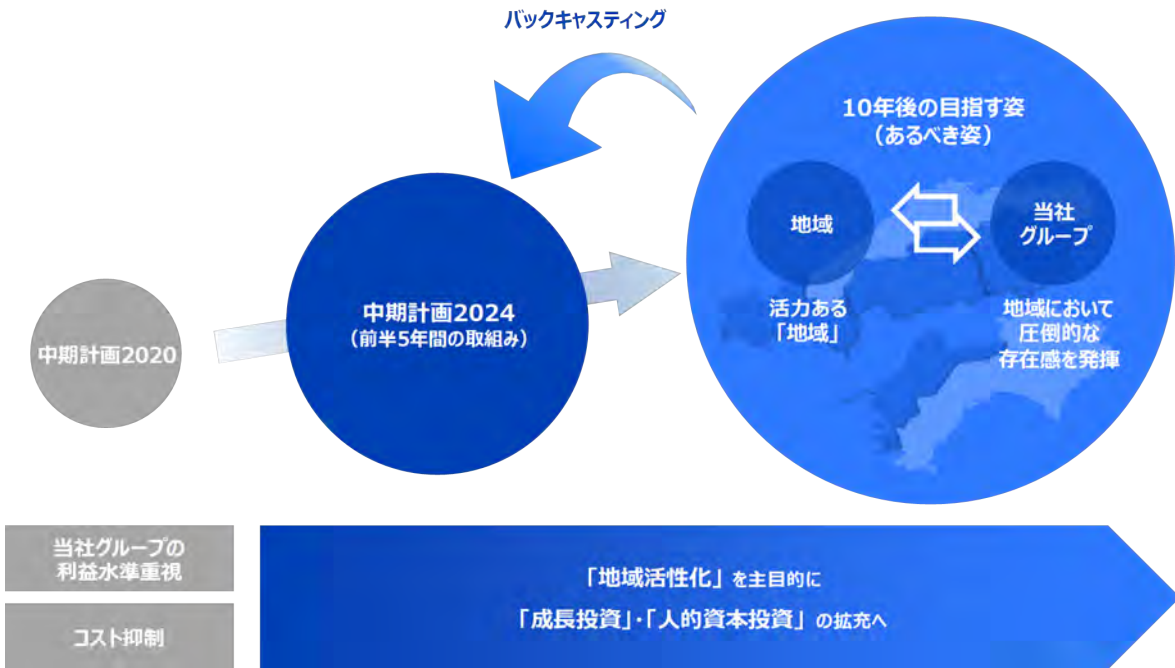 バックキャスティング
10年後の目指す姿
（あるべき姿）
地域
当社
グループ
活力ある
「地域」
地域において
圧倒的な
存在感を発揮
中期計画2024
（前半5年間の取組み）
中期計画2020
当社グループの
利益水準重視
コスト抑制
「地域活性化」を主目的に
「成長投資」・「人的資本投資」の拡充へ